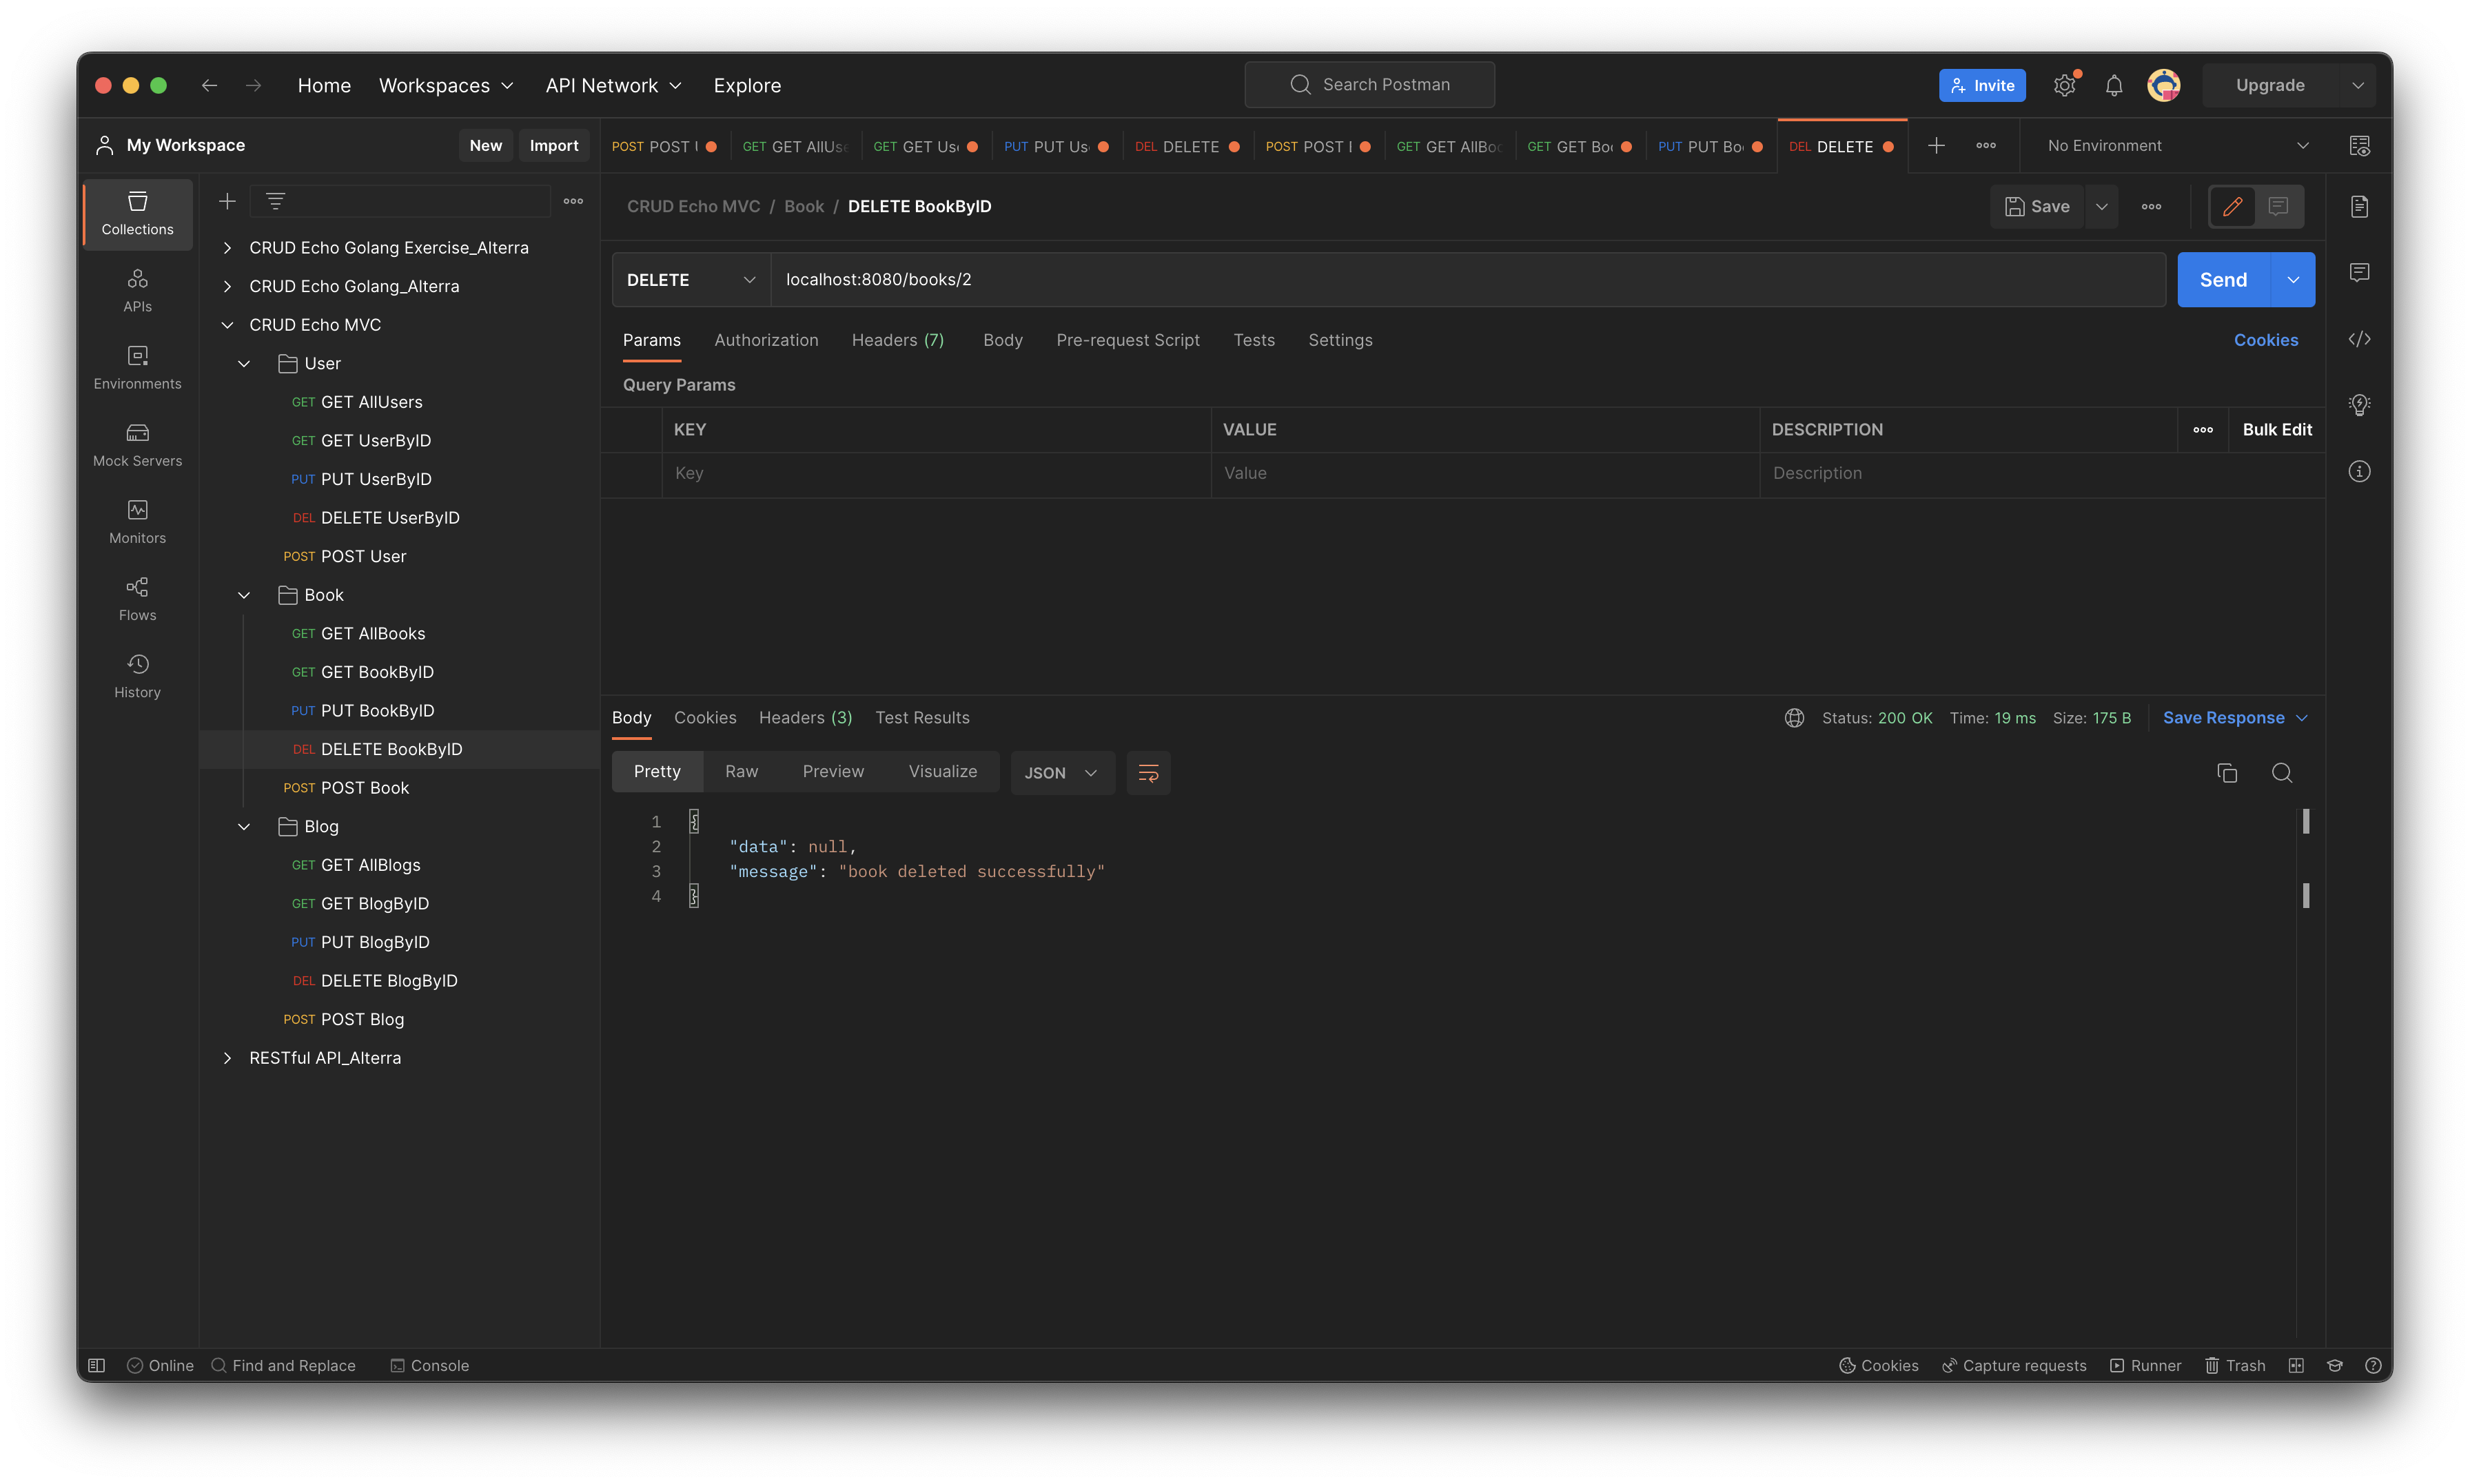 Home Workspaces API Network Explore Search Postman Invite Upgrade
My Workspace New Import POST POST GET GET AllUs GET GET Us PUT PUT Us DEL DELETE POST POST GET GET AllBo GET GET Bo PUT PUT Bo DEL DELETE No Environment
Collections
APIs
Environments
Mock Servers
Monitors
Flows
History
CRUD Echo Golang Exercise_Alterra
CRUD Echo Golang_Alterra
CRUD Echo MVC
User
GET GET AllUsers
GET GET UserByID
PUT PUT UserByID
DEL DELETE UserByID
POST POST User
Book
GET GET AllBooks
GET GET BookByID
PUT PUT BookByID
DEL DELETE BookByID
POST POST Book
Blog
GET GET AllBlogs
GET GET BlogByID
PUT PUT BlogByID
DEL DELETE BlogByID
POST POST Blog
RESTful API_Alterra
CRUD Echo MVC / Book / DELETE BookByID Save
DELETE localhost:8080/books/2 Send
Params Authorization Headers (7) Body Pre-request Script Tests Settings Cookies
Query Params
KEY VALUE DESCRIPTION Bulk Edit
Key Value Description
Body Cookies Headers (3) Test Results Status: 200 OK Time: 19 ms Size: 175 B Save Response
Pretty Raw Preview Visualize JSON
1 {
2 "data": null,
3 "message": "book deleted successfully"
4 }
Online Find and Replace Console Cookies Capture requests Runner Trash